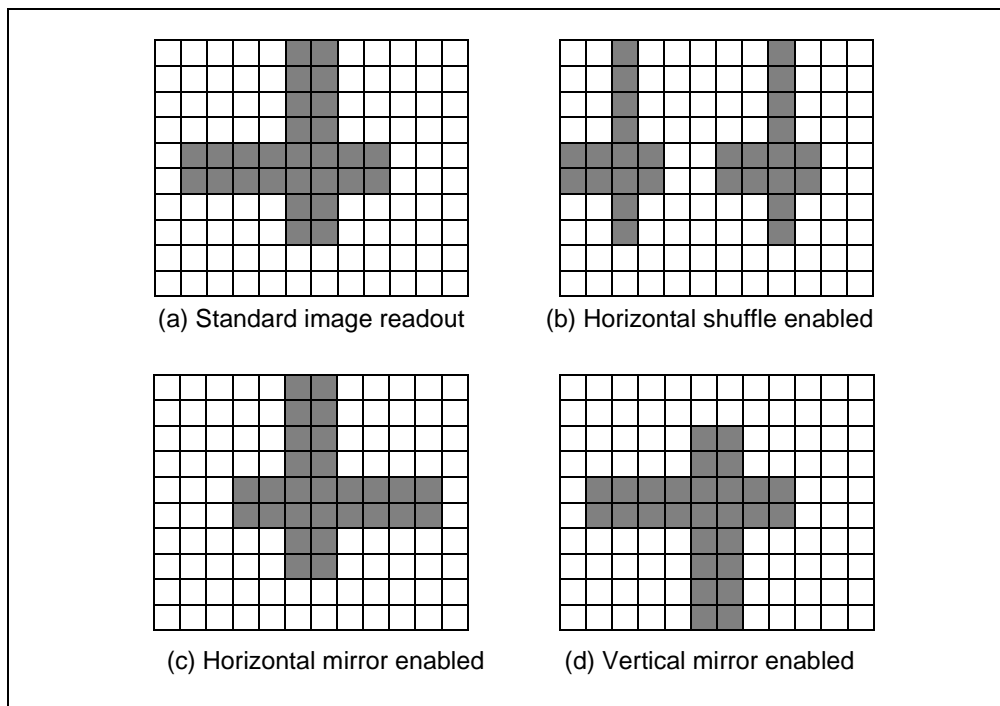 (a) Standard image readout
(b) Horizontal shuffle enabled
(c) Horizontal mirror enabled
(d) Vertical mirror enabled